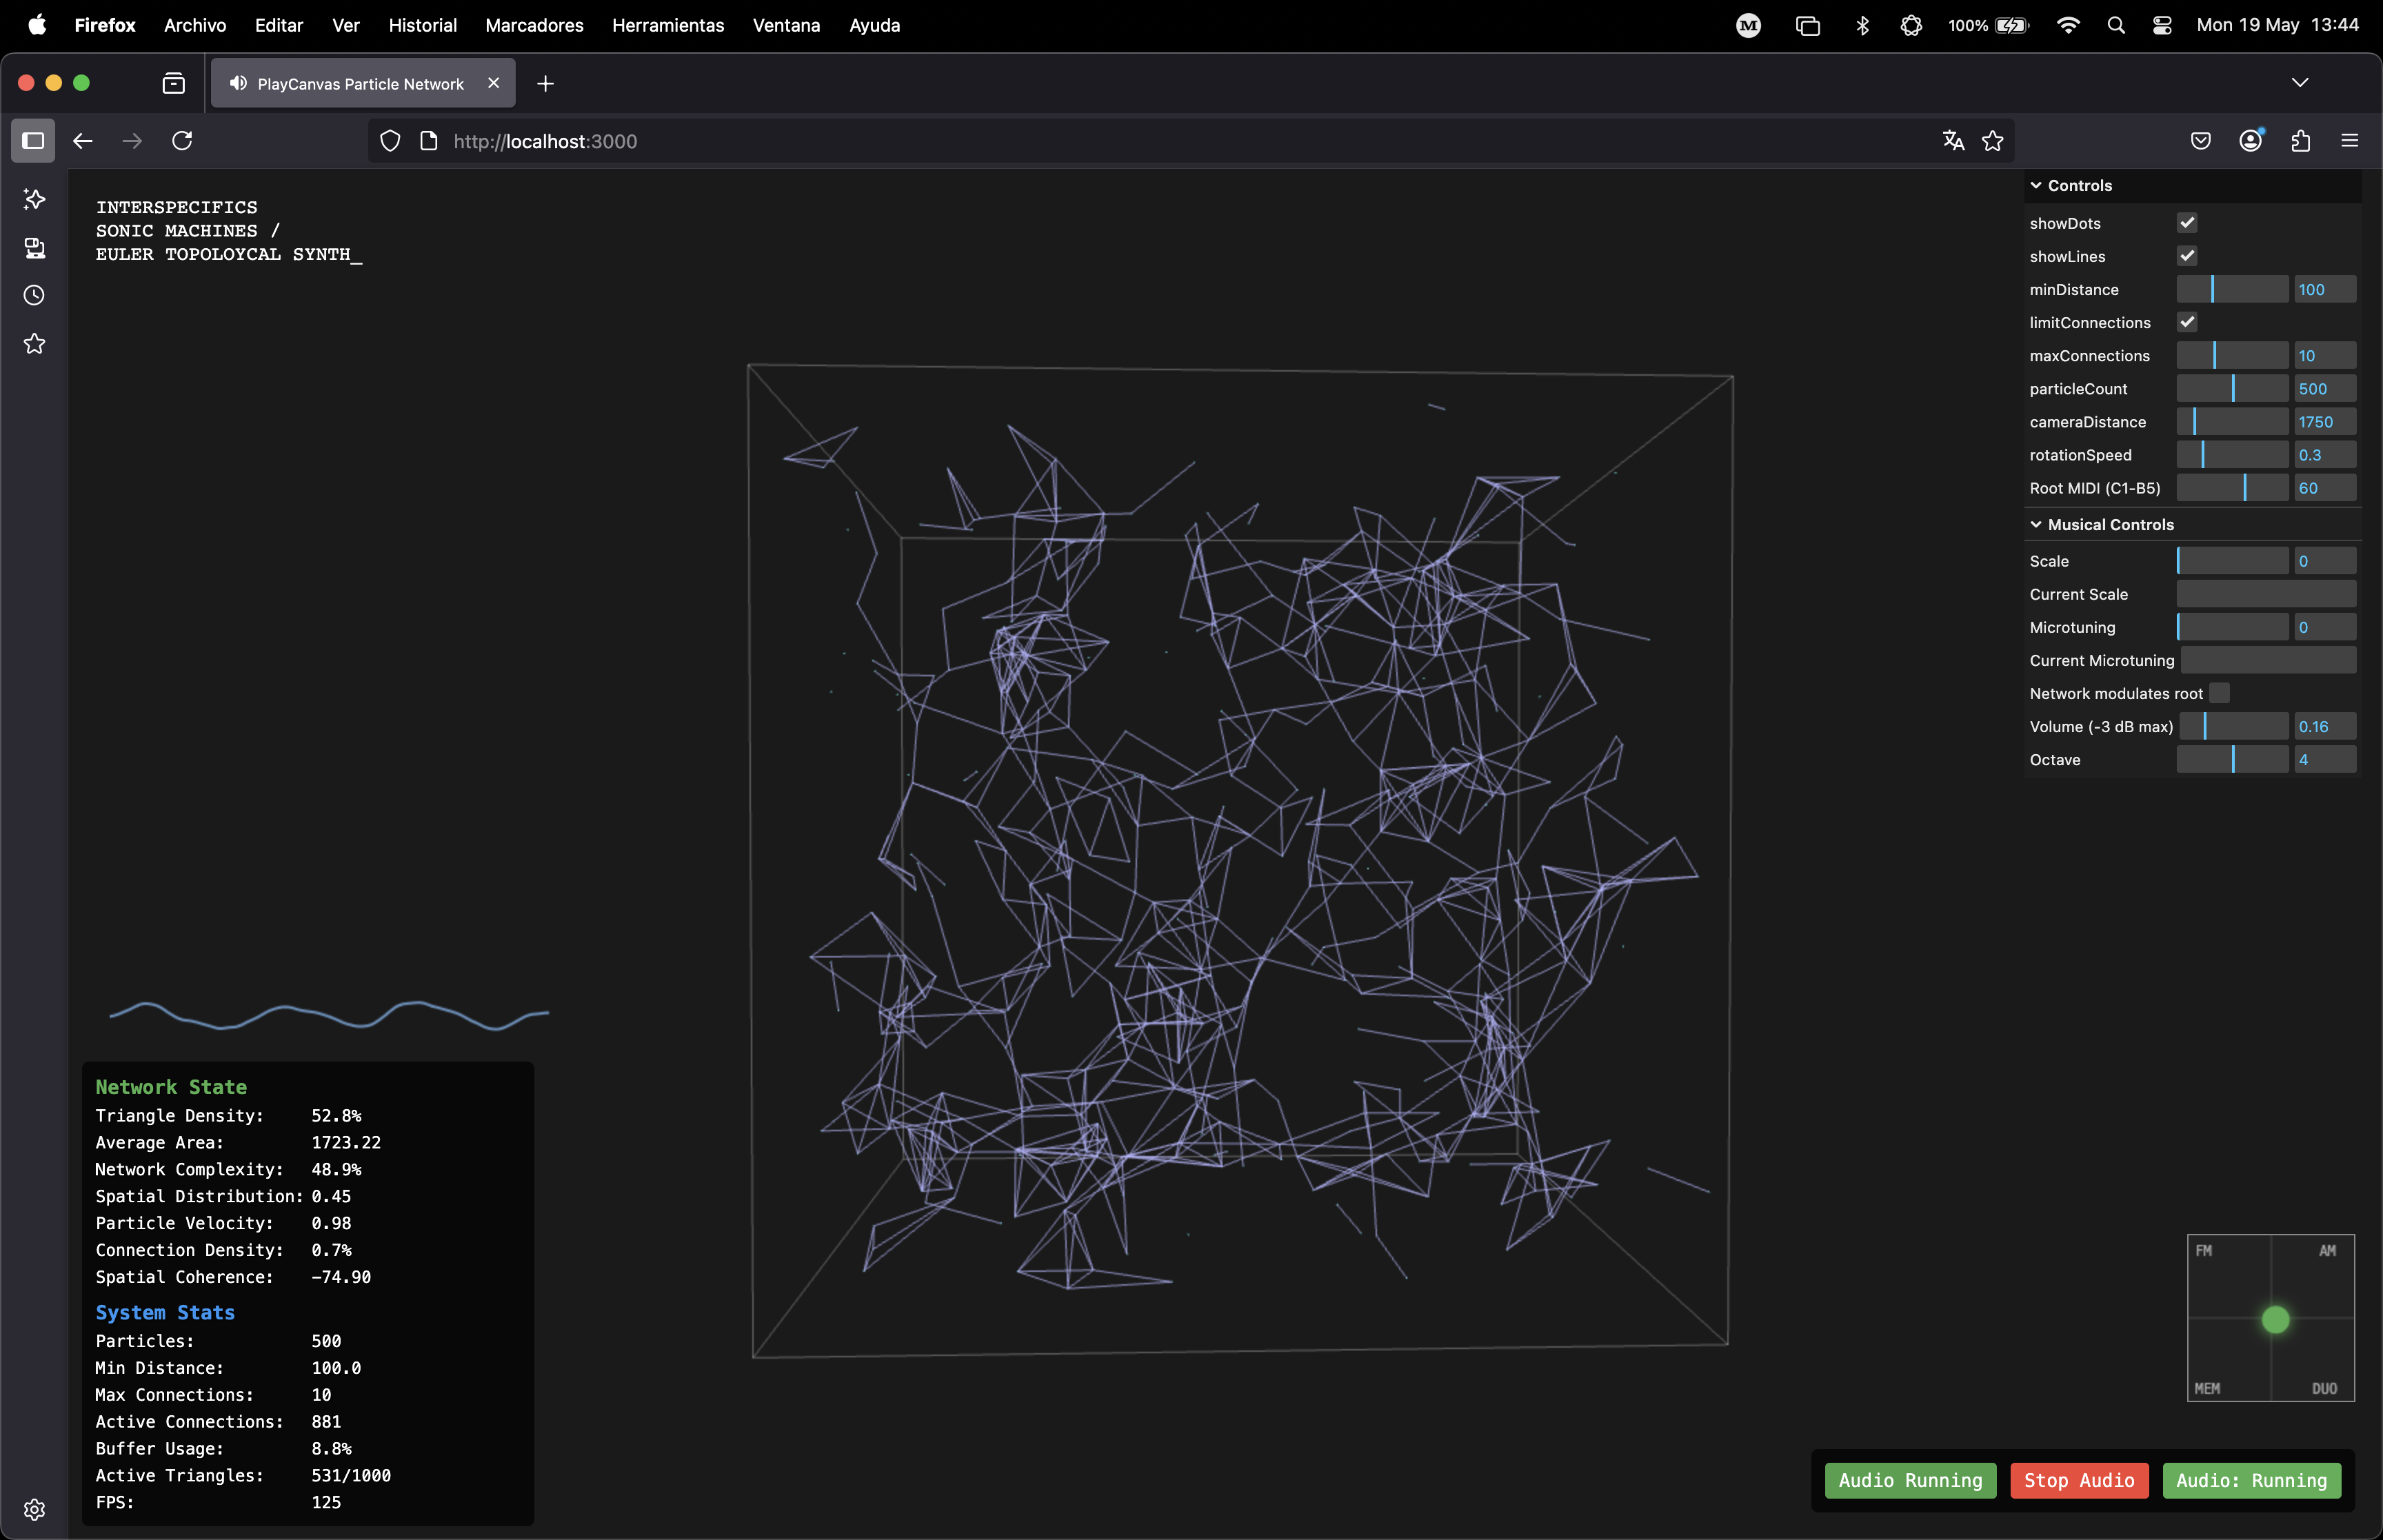 Firefox Archivo Editar Ver Historial Marcadores Herramientas Ventana Ayuda
M 100% Mon 19 May 13:44
PlayCanvas Particle Network
http://localhost:3000
INTERSPECIFICS
SONIC MACHINES /
EULER TOPOLOYCAL SYNTH_
Controls
showDots
showLines
minDistance 100
limitConnections
maxConnections 10
particleCount 500
cameraDistance 1750
rotationSpeed 0.3
Root MIDI (C1-B5) 60
Musical Controls
Scale 0
Current Scale
Microtuning 0
Current Microtuning
Network modulates root
Volume (-3 dB max) 0.16
Octave 4
Network State
Triangle Density: 52.8%
Average Area: 1723.22
Network Complexity: 48.9%
Spatial Distribution: 0.45
Particle Velocity: 0.98
Connection Density: 0.7%
Spatial Coherence: -74.90
System Stats
Particles: 500
Min Distance: 100.0
Max Connections: 10
Active Connections: 881
Buffer Usage: 8.8%
Active Triangles: 531/1000
FPS: 125
FM AM
MEM DUO
Audio Running Stop Audio Audio: Running